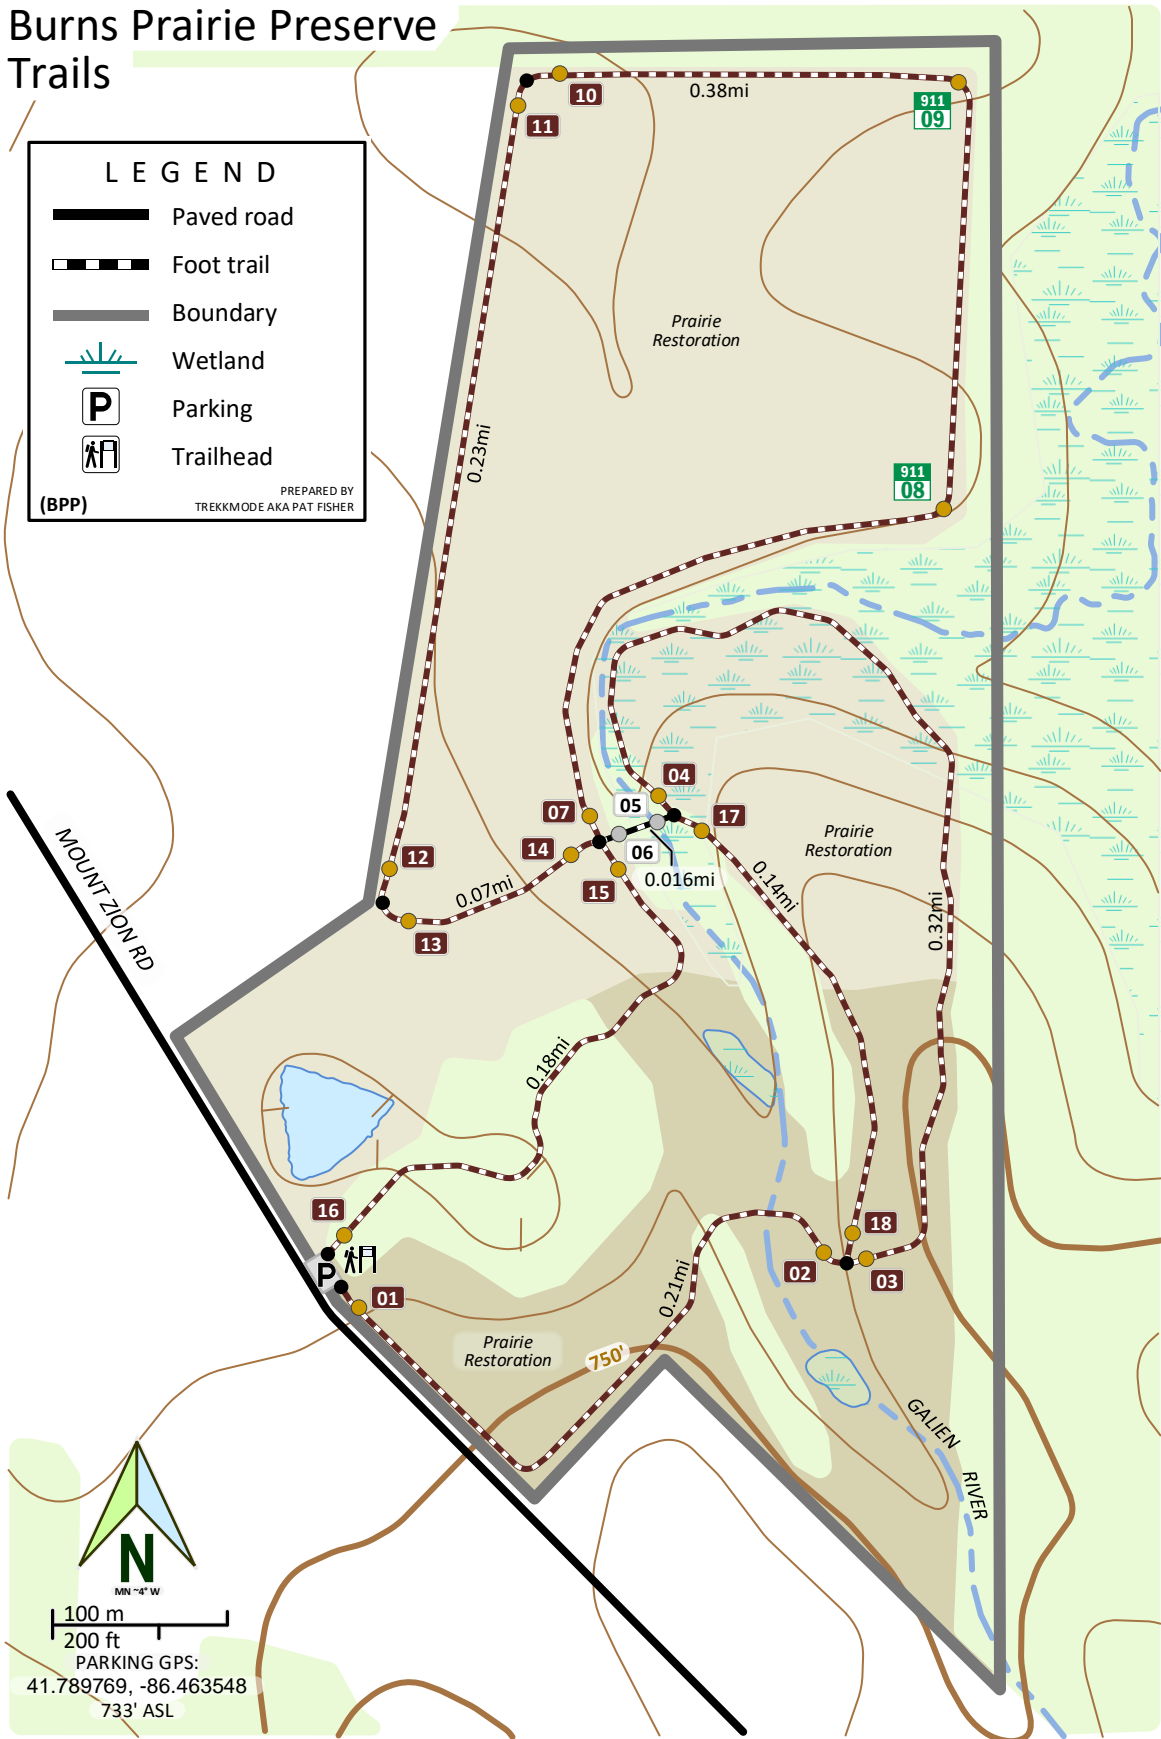 Burns Prairie Preserve
Trails
LEGEND
Paved road
Foot trail
Boundary
Wetland
P
Parking
Trailhead
(BPP)
PREPARED BY
TREKKMODE AKA PAT FISHER
10
11
0.38mi
911
09
Prairie
Restoration
0.23mi
911
08
04
05
07
17
06
14
12
15
0.016mi
Prairie
Restoration
0.07mi
0.14mi
13
0.32mi
MOUNT ZION RD
0.18mi
16
P
01
18
02
03
0.21mi
Prairie
Restoration
750'
GALIEN
RIVER
N
MN ~4° W
100 m
200 ft
PARKING GPS:
41.789769, -86.463548
733' ASL